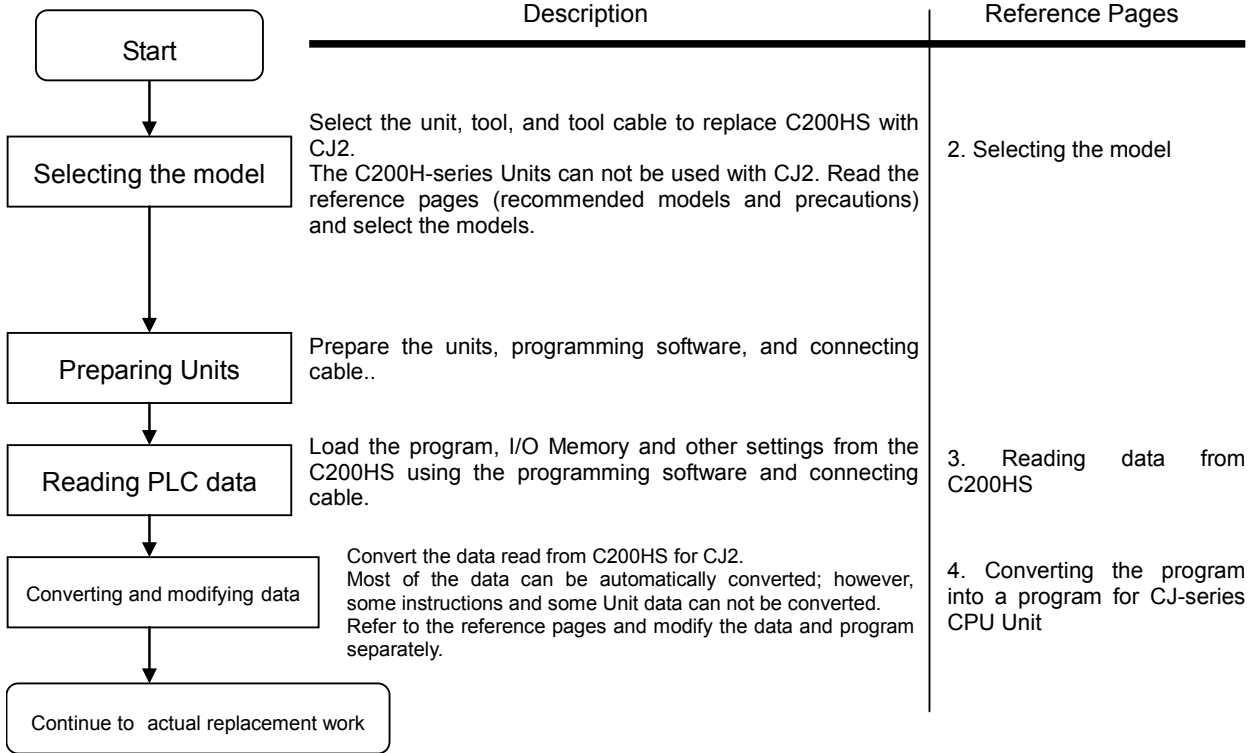 Description
Reference Pages
Start
Selecting the model
Select the unit, tool, and tool cable to replace C200HS with
CJ2.
The C200H-series Units can not be used with CJ2. Read the
reference pages (recommended models and precautions)
and select the models.
2. Selecting the model
Preparing Units
Prepare the units, programming software, and connecting
cable..
Reading PLC data
Load the program, I/O Memory and other settings from the
C200HS using the programming software and connecting
cable.
3. Reading data from
C200HS
Converting and modifying data
Convert the data read from C200HS for CJ2.
Most of the data can be automatically converted; however,
some instructions and some Unit data can not be converted.
Refer to the reference pages and modify the data and program
separately.
4. Converting the program
into a program for CJ-series
CPU Unit
Continue to actual replacement work